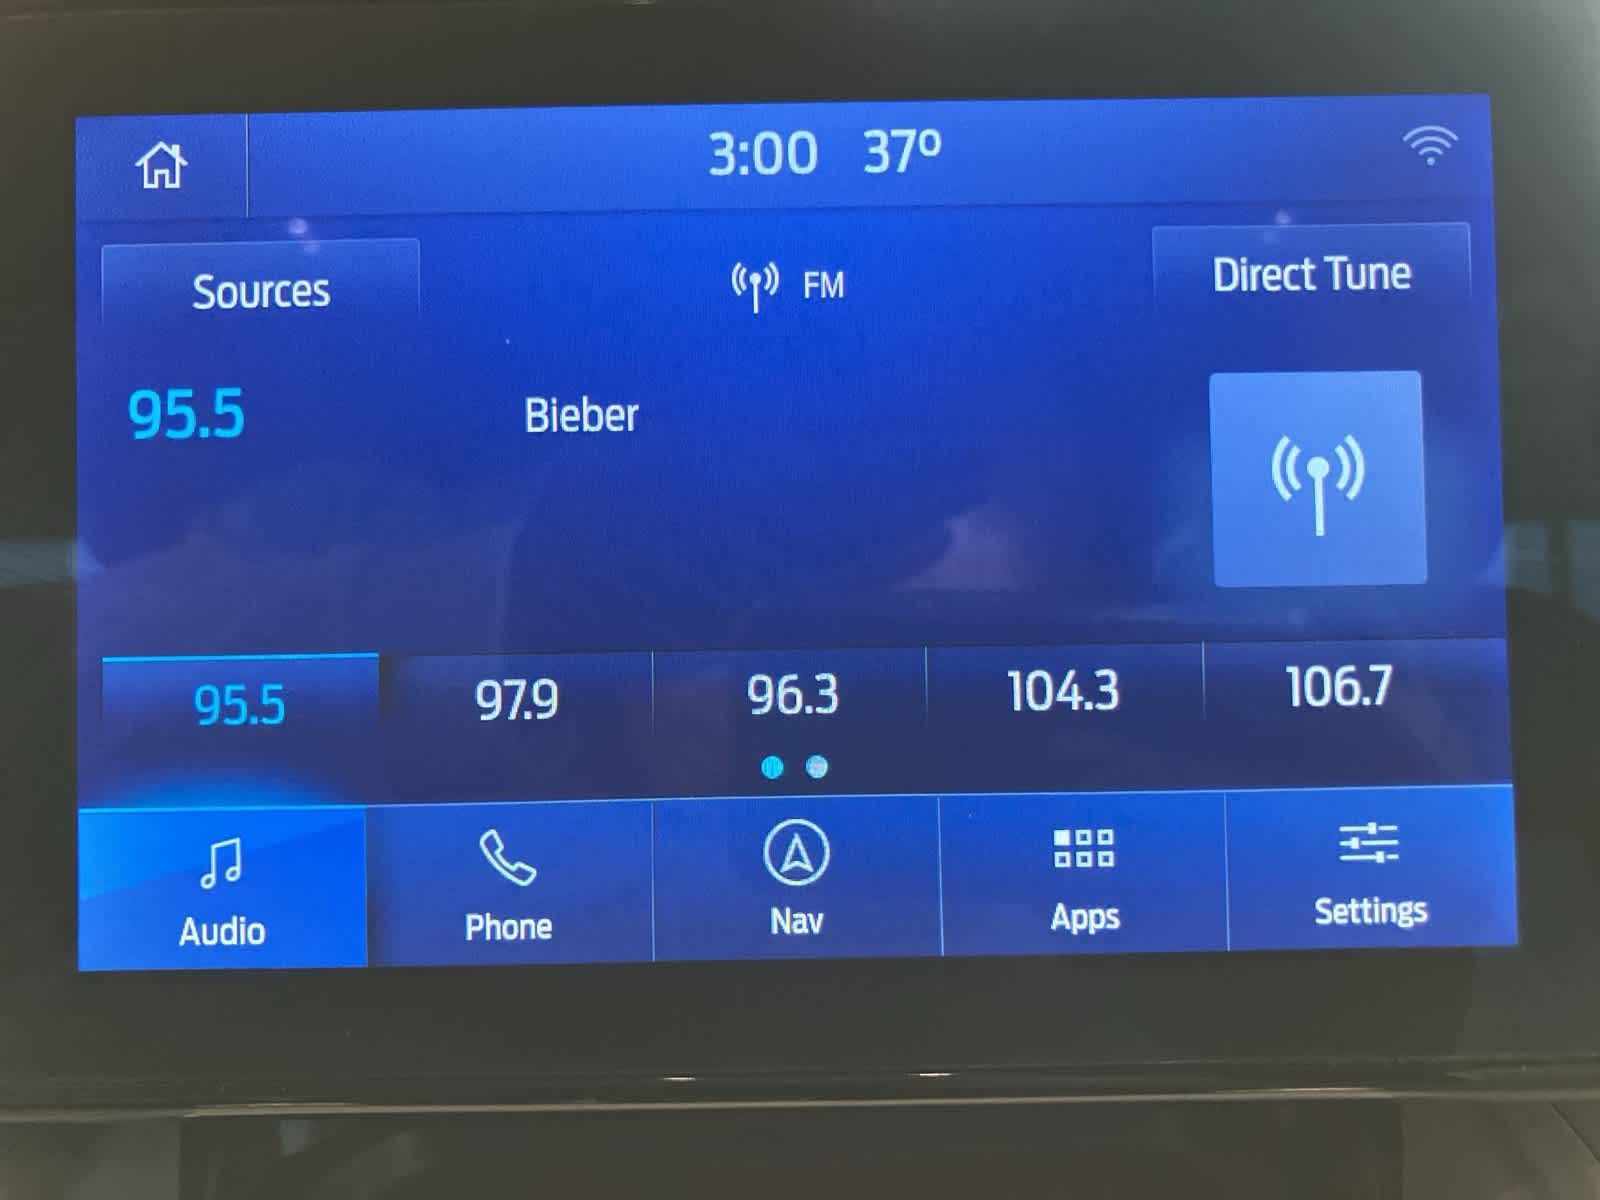 3:00 37º
Sources FM Direct Tune
95.5 Bieber
95.5 97.9 96.3 104.3 106.7
Audio Phone Nav Apps Settings